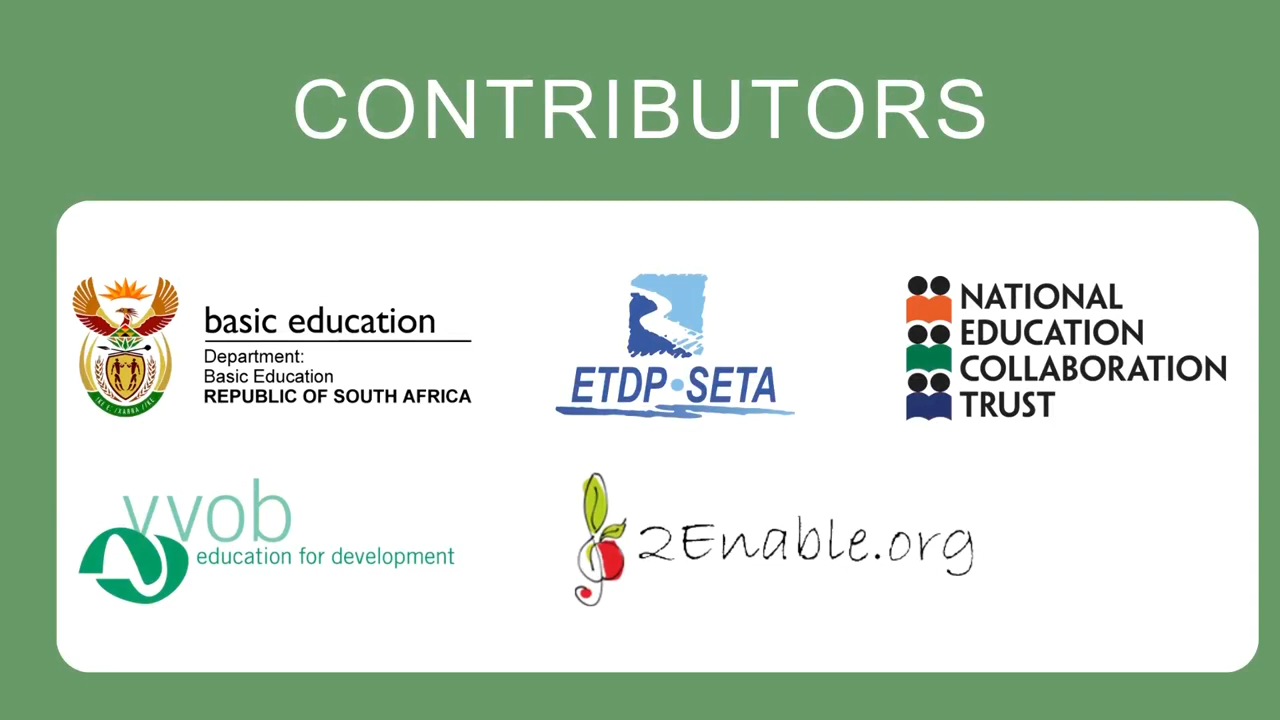 CONTRIBUTORS
basic education
Department:
Basic Education
REPUBLIC OF SOUTH AFRICA
ETDP•SETA
NATIONAL
EDUCATION
COLLABORATION
TRUST
vvob
education for development
2Enable.org